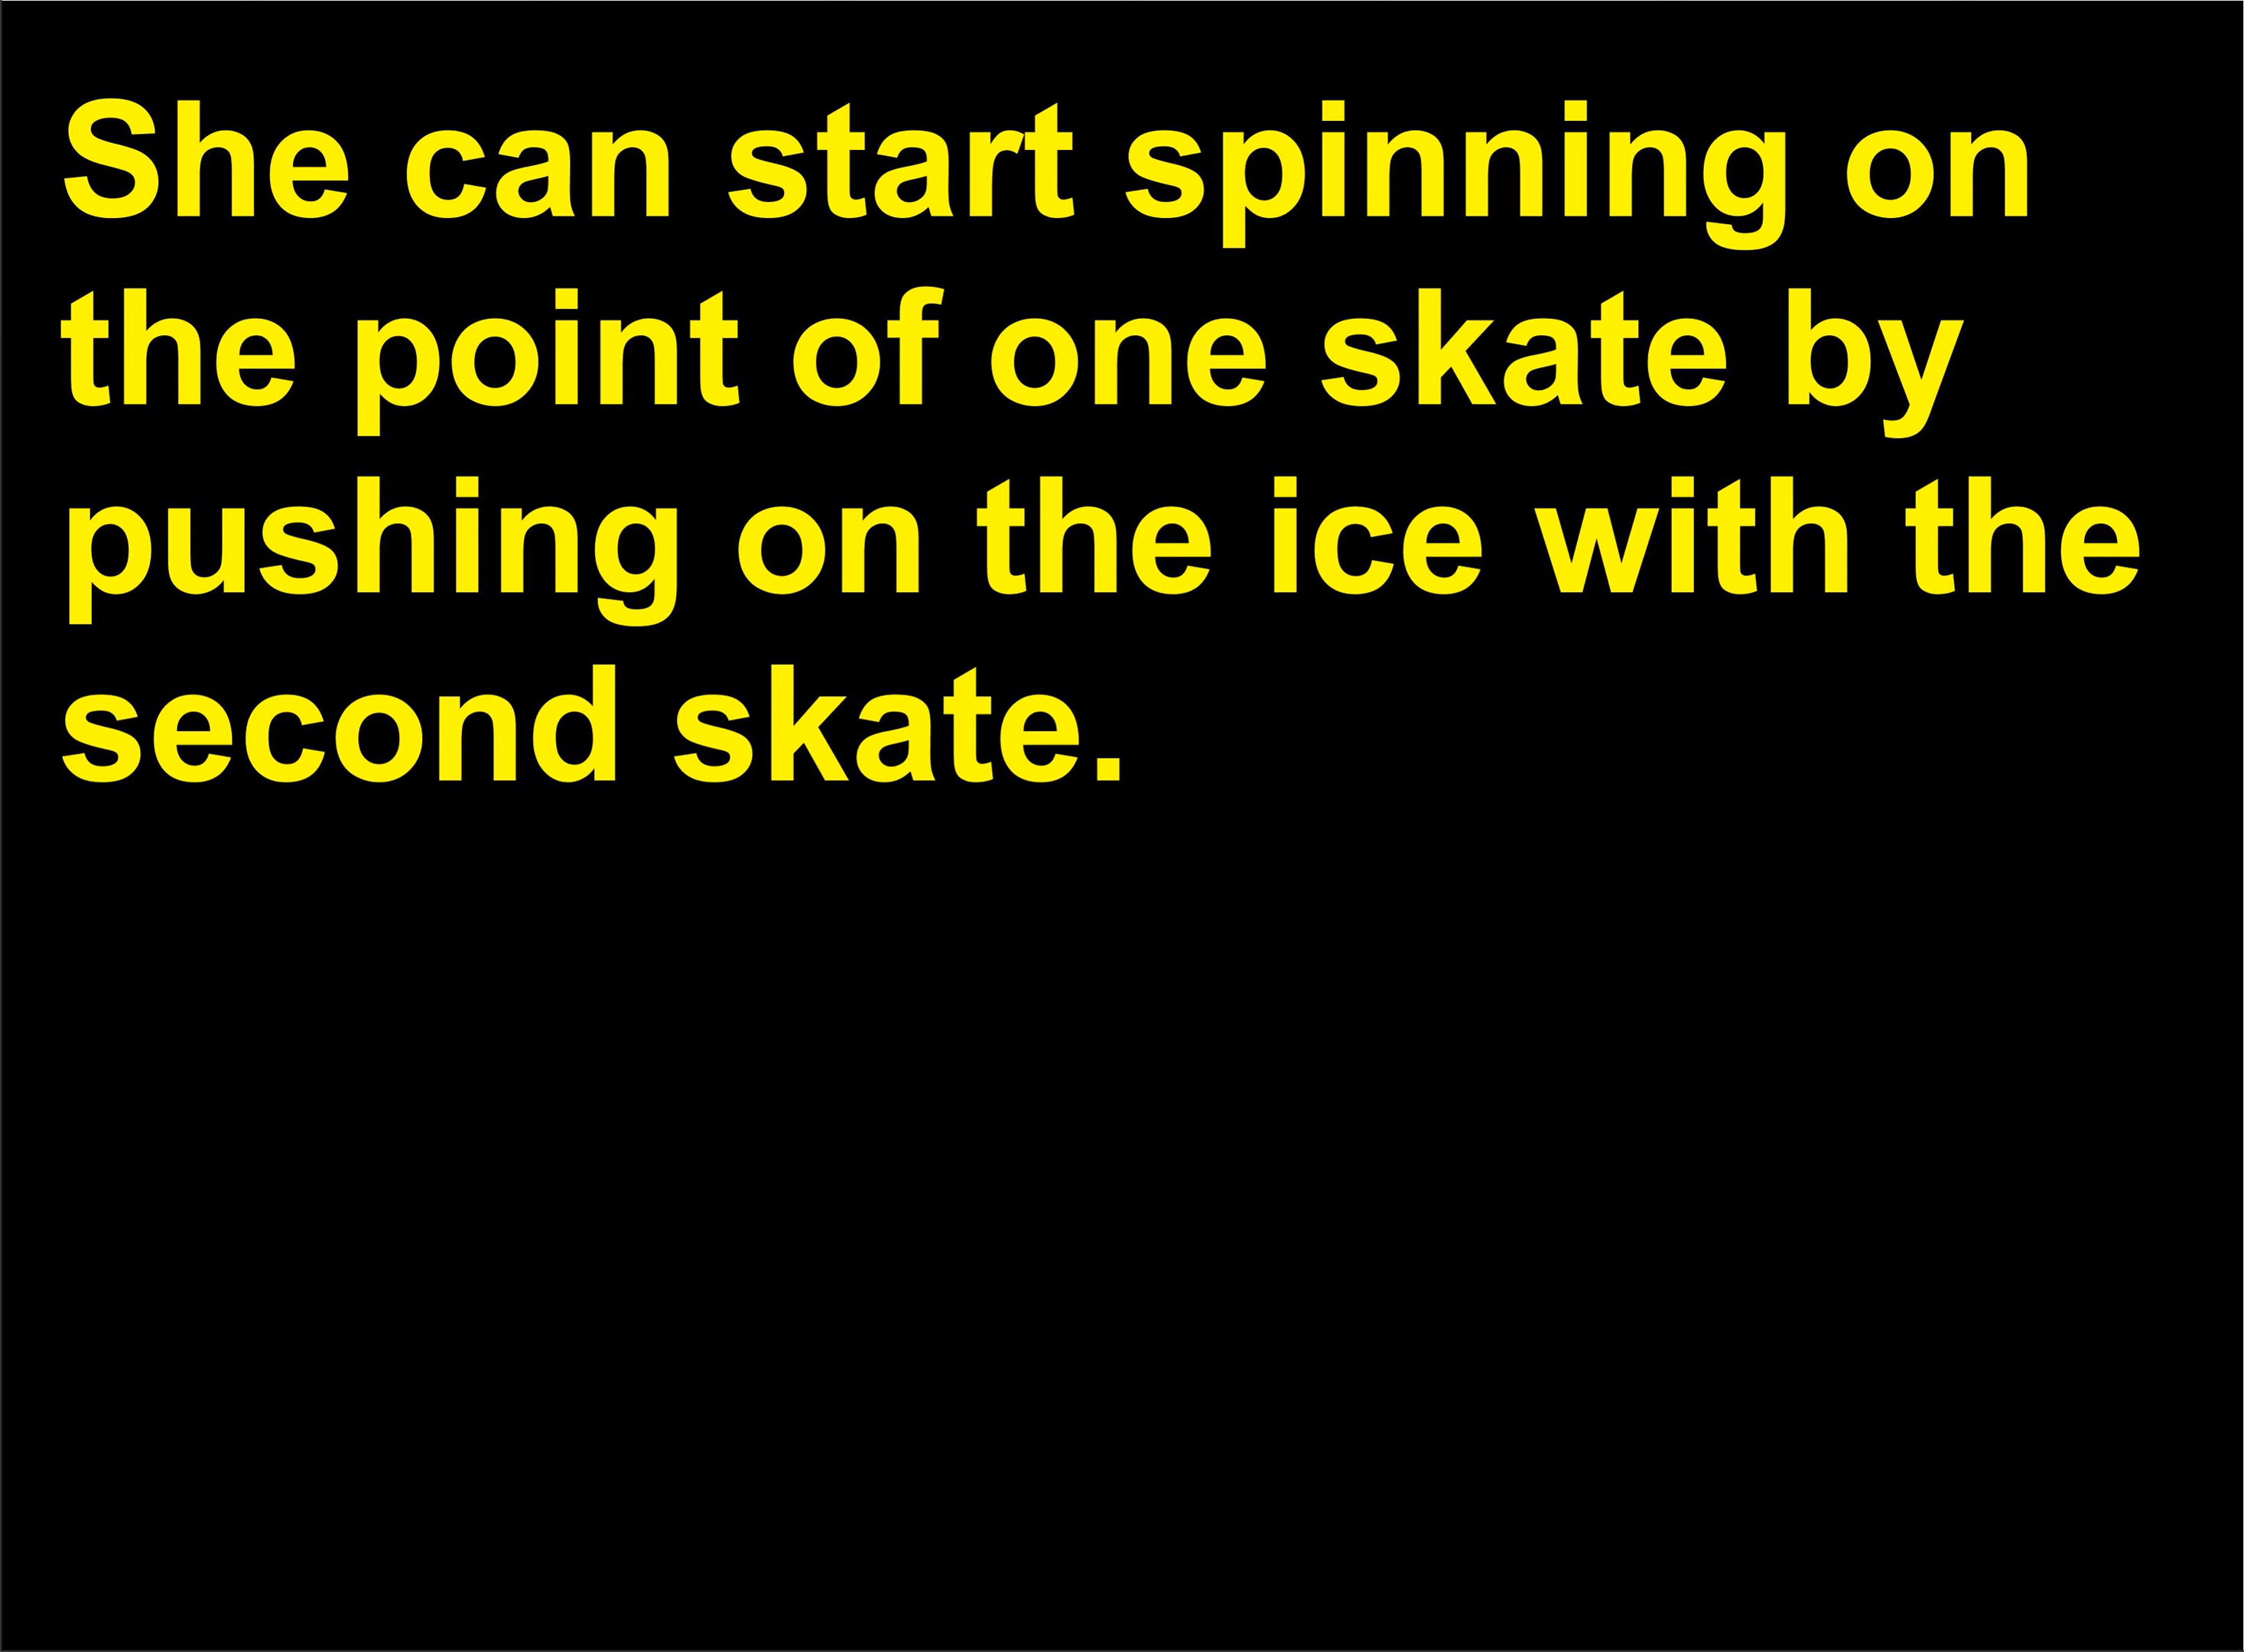 She can start spinning on
the point of one skate by
pushing on the ice with the
second skate.